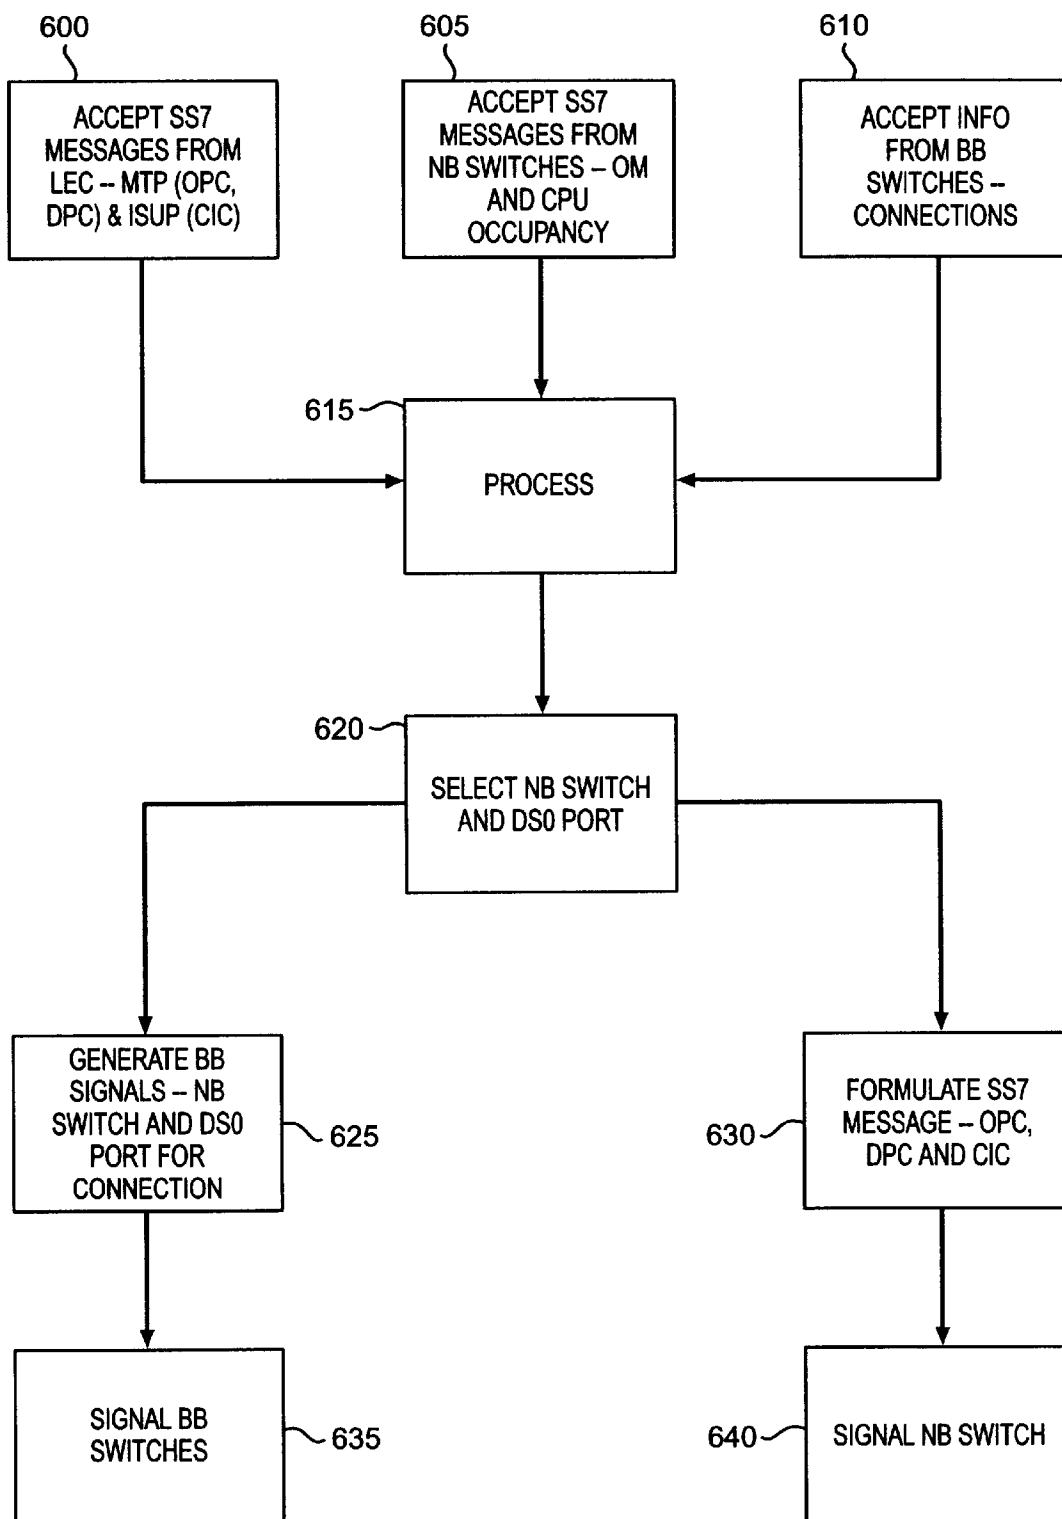 600
605
610
ACCEPT SS7
MESSAGES FROM
LEC -- MTP (OPC,
DPC) & ISUP (CIC)
ACCEPT SS7
MESSAGES FROM
NB SWITCHES -- OM
AND CPU
OCCUPANCY
ACCEPT INFO
FROM BB
SWITCHES --
CONNECTIONS
615
PROCESS
620
SELECT NB SWITCH
AND DS0 PORT
GENERATE BB
SIGNALS -- NB
SWITCH AND DS0
PORT FOR
CONNECTION
625
630
FORMULATE SS7
MESSAGE -- OPC,
DPC AND CIC
SIGNAL BB
SWITCHES
635
640
SIGNAL NB SWITCH